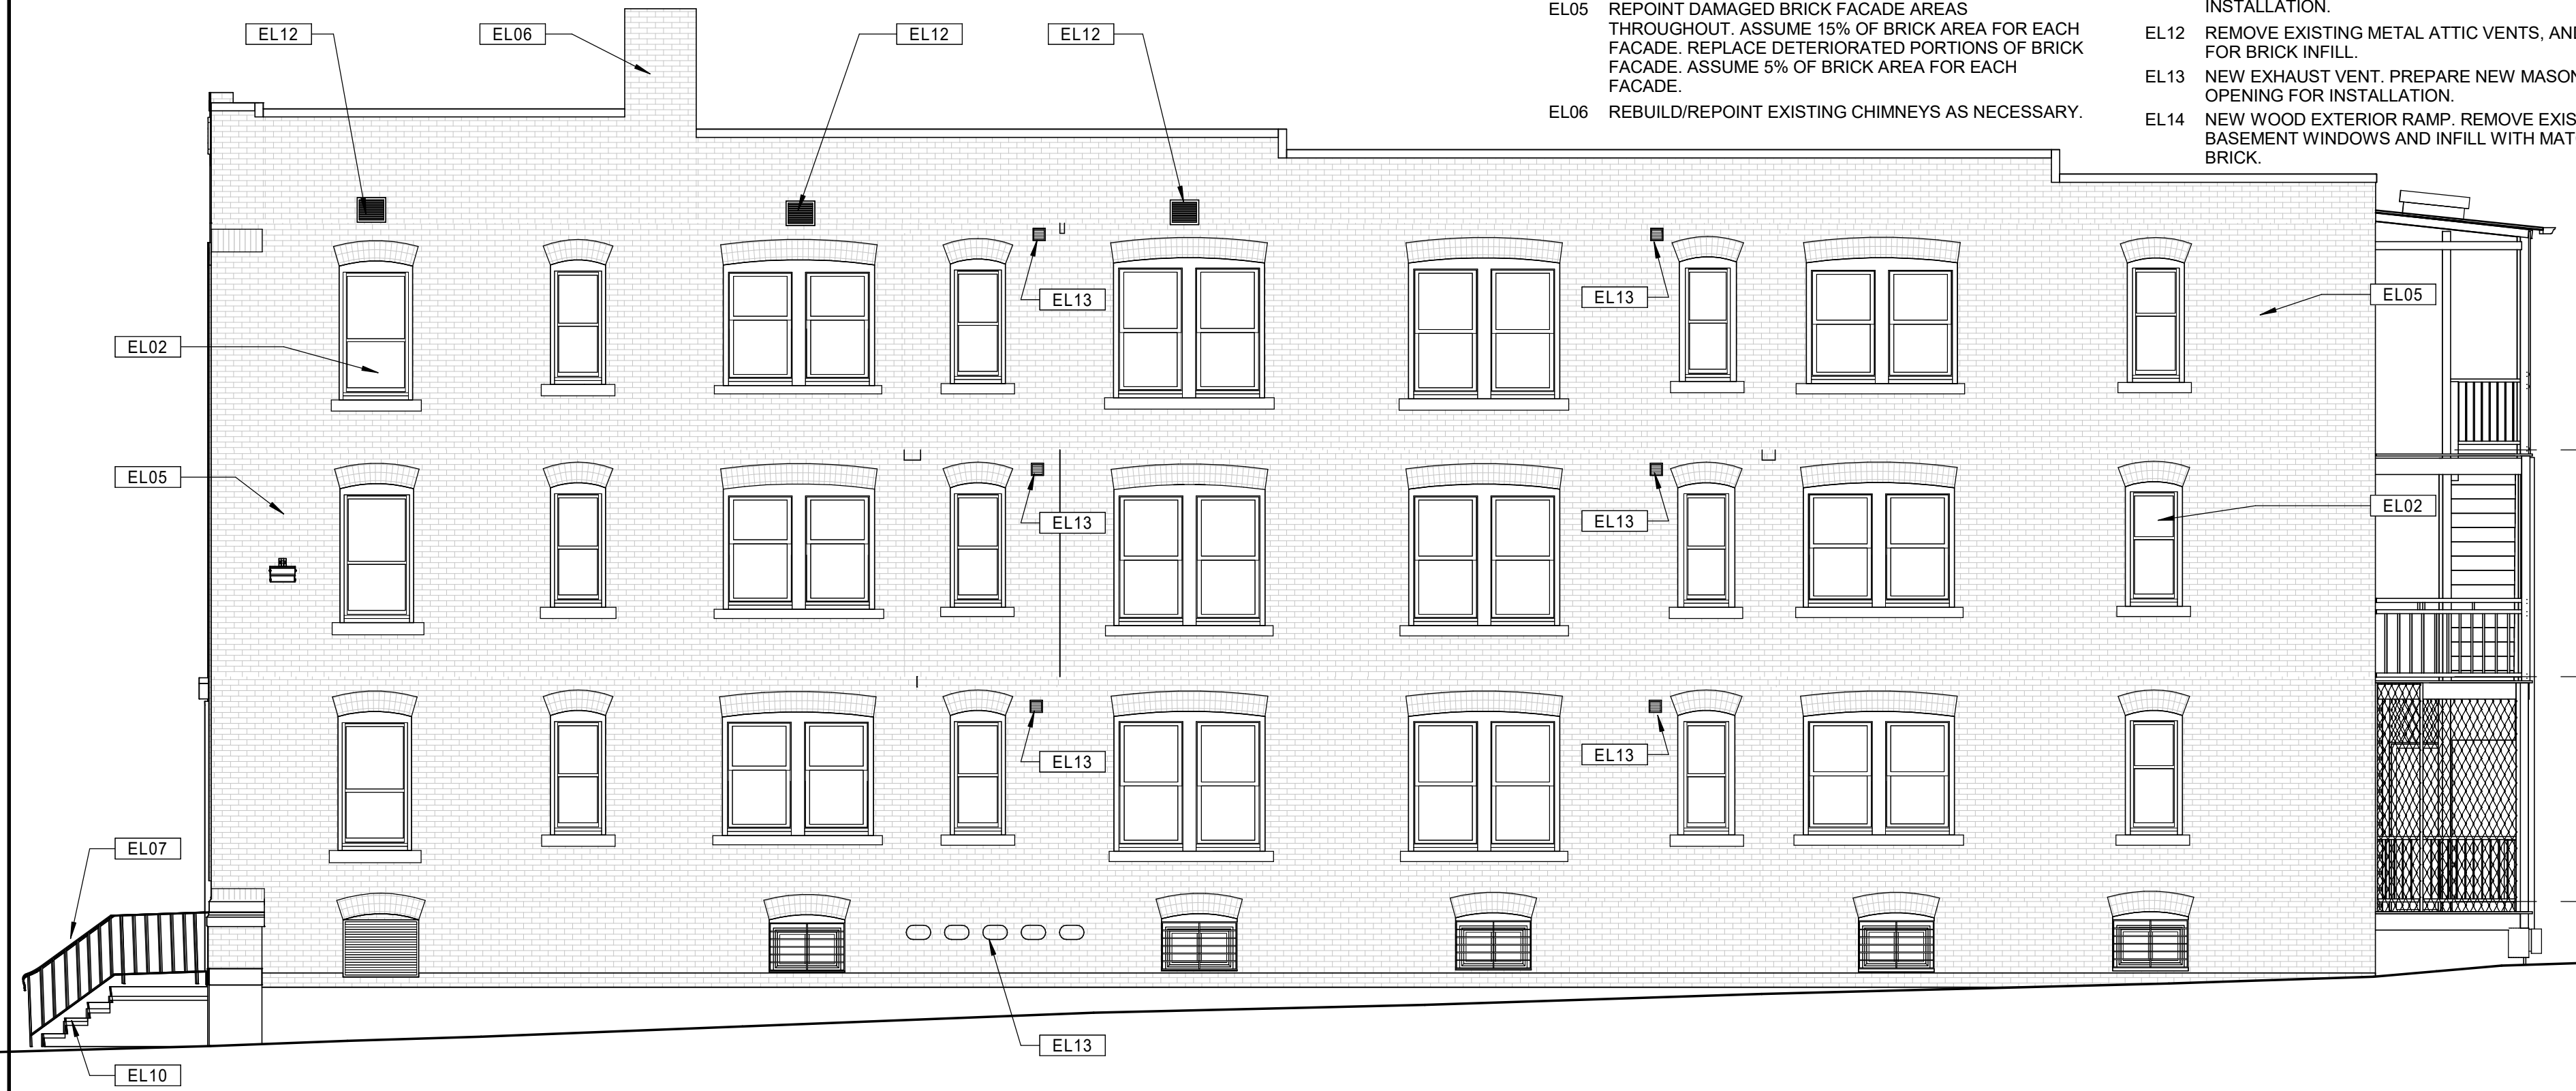 EL05 REPOINT DAMAGED BRICK FACADE AREAS
THROUGHOUT. ASSUME 15% OF BRICK AREA FOR EACH
FACADE. REPLACE DETERIORATED PORTIONS OF BRICK
FACADE. ASSUME 5% OF BRICK AREA FOR EACH
FACADE.
EL06 REBUILD/REPOINT EXISTING CHIMNEYS AS NECESSARY.
INSTALLATION.
EL12 REMOVE EXISTING METAL ATTIC VENTS, AND
FOR BRICK INFILL.
EL13 NEW EXHAUST VENT. PREPARE NEW MASON
OPENING FOR INSTALLATION.
EL14 NEW WOOD EXTERIOR RAMP. REMOVE EXIS
BASEMENT WINDOWS AND INFILL WITH MAT
BRICK.
EL12
EL06
EL12
EL12
EL13
EL13
EL05
EL02
EL05
EL13
EL13
EL02
EL13
EL13
EL07
EL13
EL10